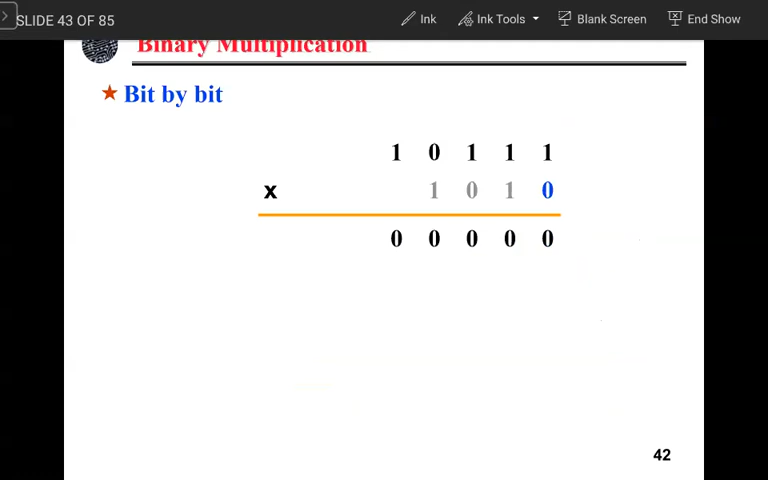 SLIDE 43 OF 85 Ink Ink Tools Blank Screen End Show
Binary Multiplication
Bit by bit
1 0 1 1 1
x 1 0 1 0
0 0 0 0 0
42